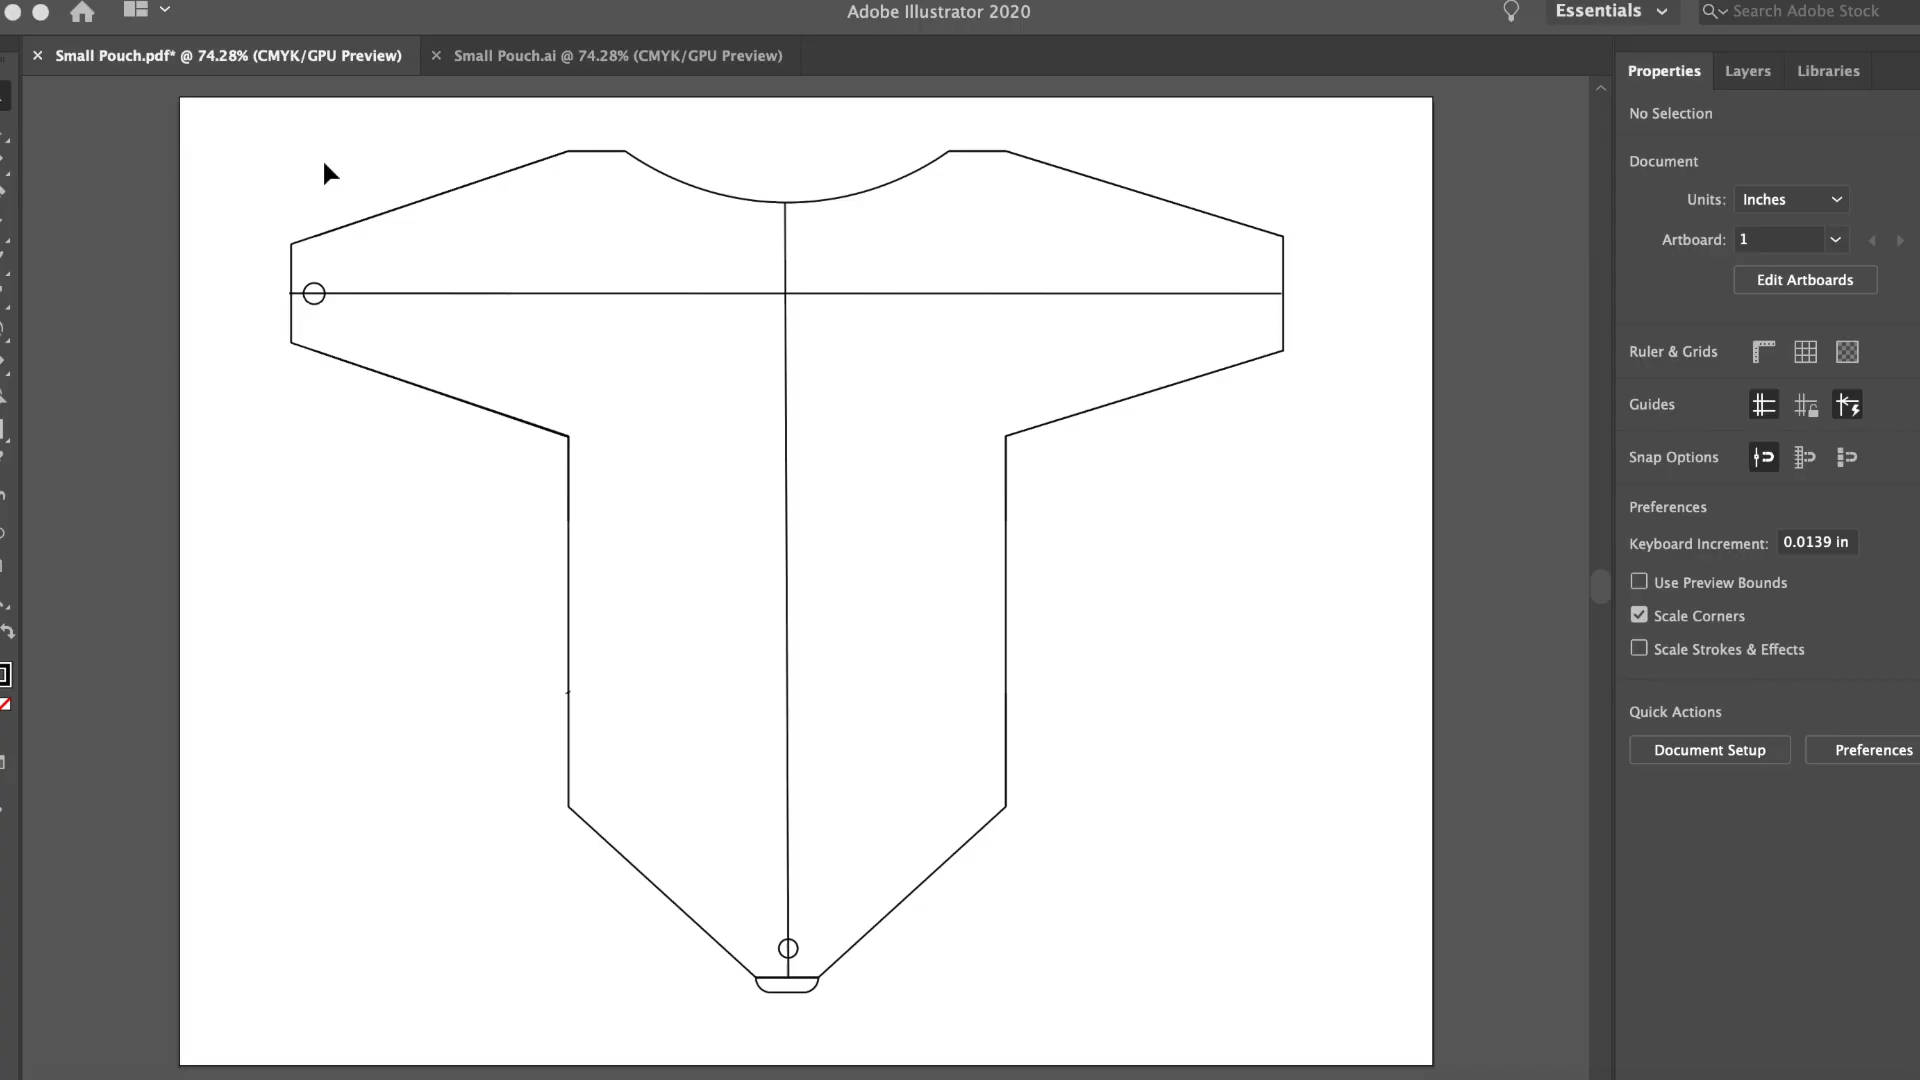 Adobe Illustrator 2020
Essentials
Search Adobe Stock
Small Pouch.pdf* @ 74.28% (CMYK/GPU Preview)
Small Pouch.ai @ 74.28% (CMYK/GPU Preview)
Properties
Layers
Libraries
No Selection
Document
Units: Inches
Artboard: 1
Edit Artboards
Ruler & Grids
Guides
Snap Options
Preferences
Keyboard Increment: 0.0139 in
Use Preview Bounds
Scale Corners
Scale Strokes & Effects
Quick Actions
Document Setup
Preferences